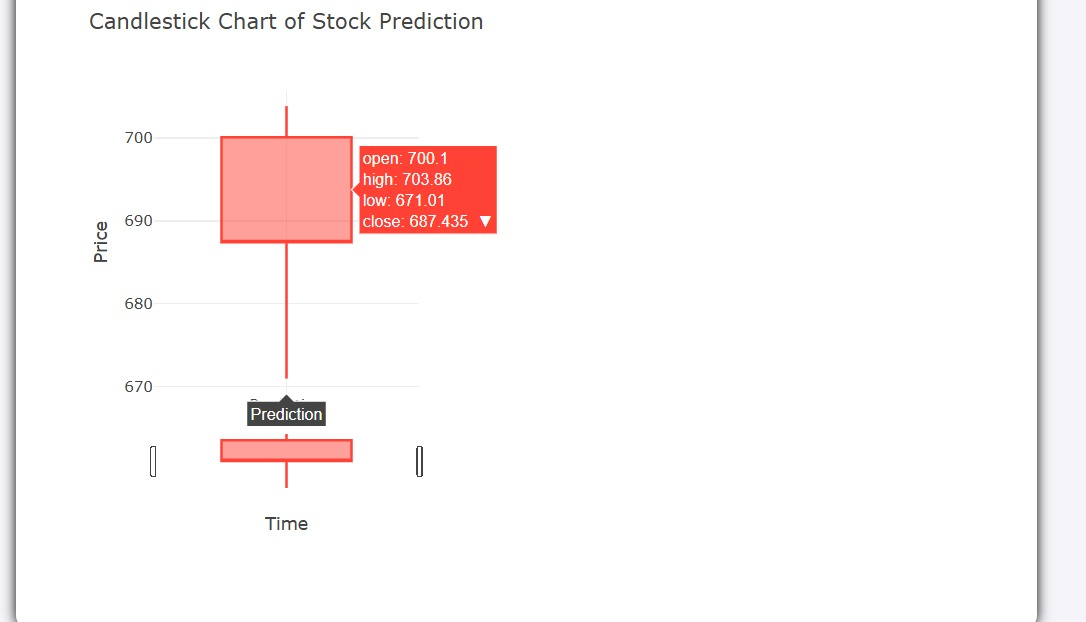 Candlestick Chart of Stock Prediction
700
690
680
670
Price
open: 700.1
high: 703.86
low: 671.01
close: 687.435 ▼
Prediction
Time